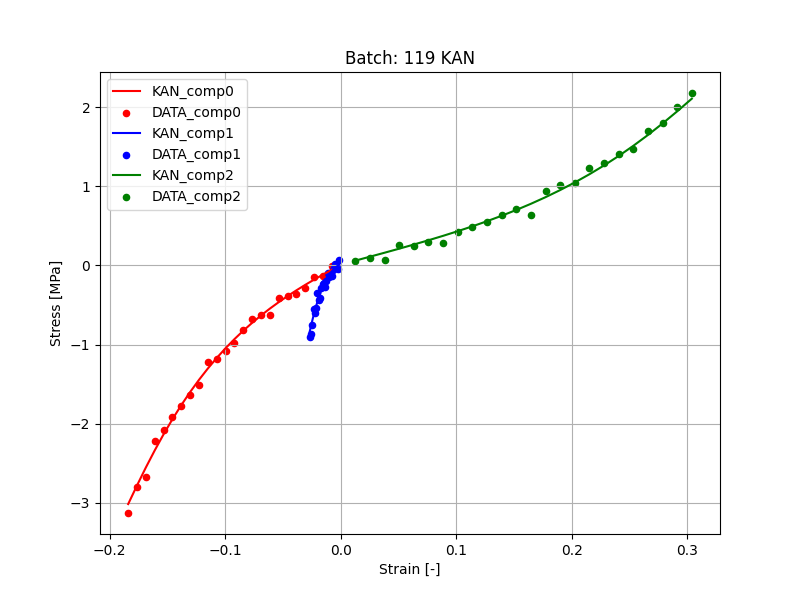 Batch: 119 KAN
KAN_comp0
DATA_comp0
KAN_comp1
DATA_comp1
KAN_comp2
DATA_comp2
2
1
0
−1
−2
−3
Stress [MPa]
−0.2 −0.1 0.0 0.1 0.2 0.3
Strain [-]